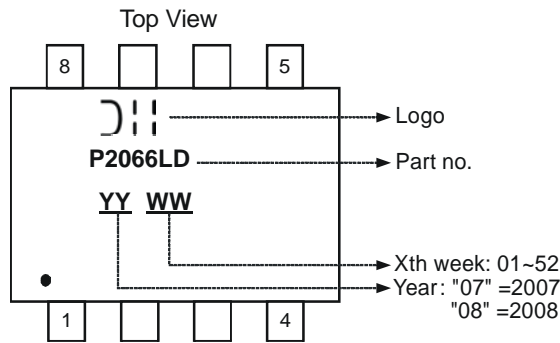 Top View
8 5
Logo
P2066LD Part no.
YY WW
Xth week: 01~52
Year: "07" =2007
"08" =2008
1 4